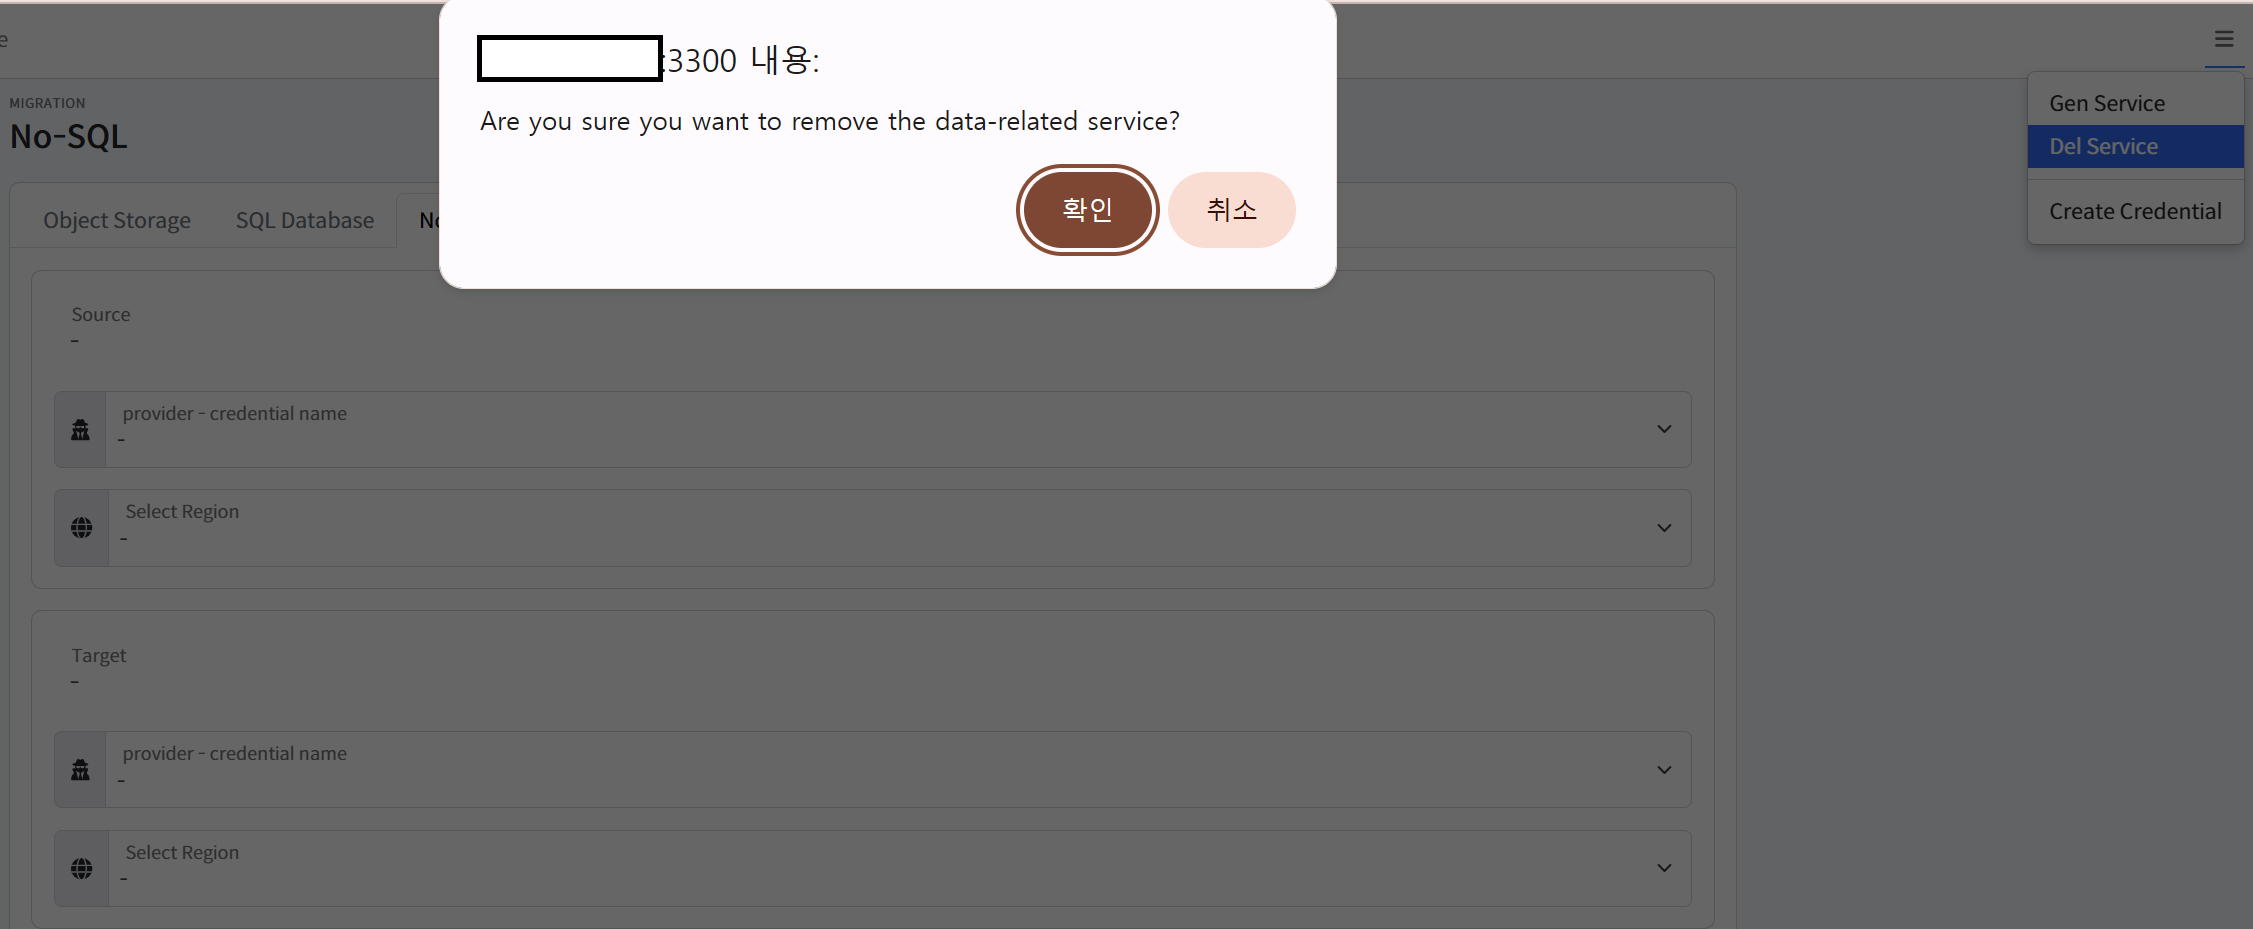 :3300 내용:
Are you sure you want to remove the data-related service?
확인
취소
Gen Service
Del Service
Create Credential
MIGRATION
No-SQL
Object Storage
SQL Database
Source
-
provider - credential name
-
Select Region
-
Target
-
provider - credential name
-
Select Region
-